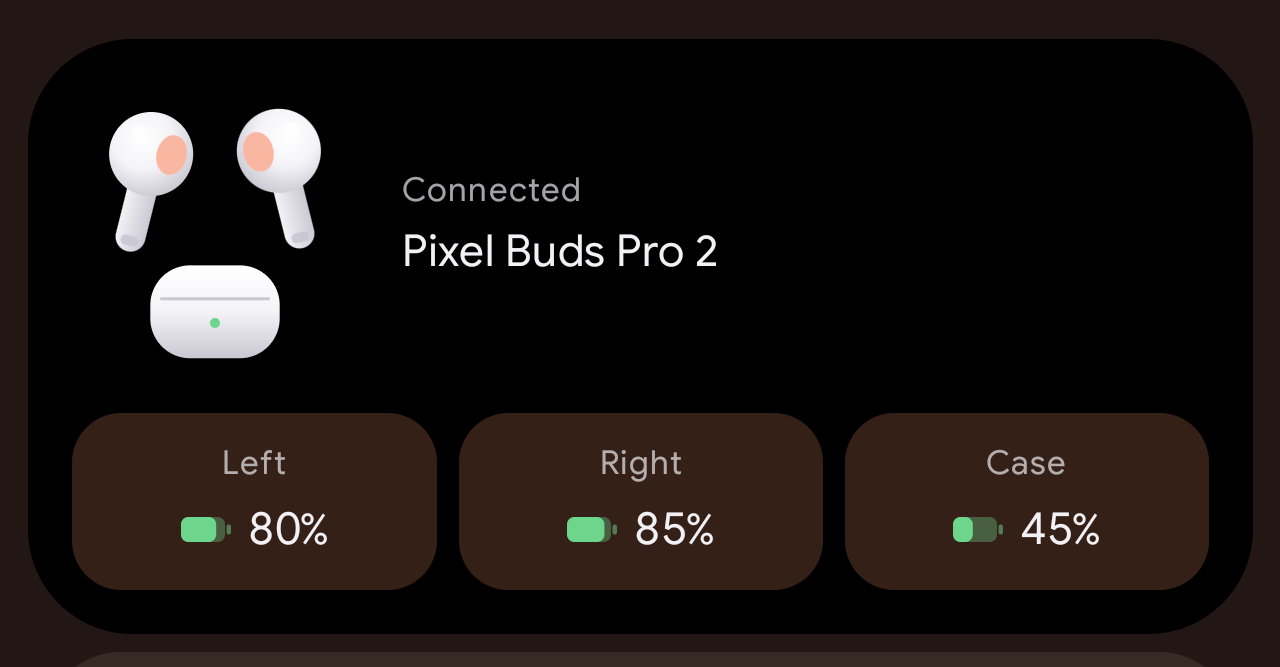 Connected
Pixel Buds Pro 2
Left
80%
Right
85%
Case
45%